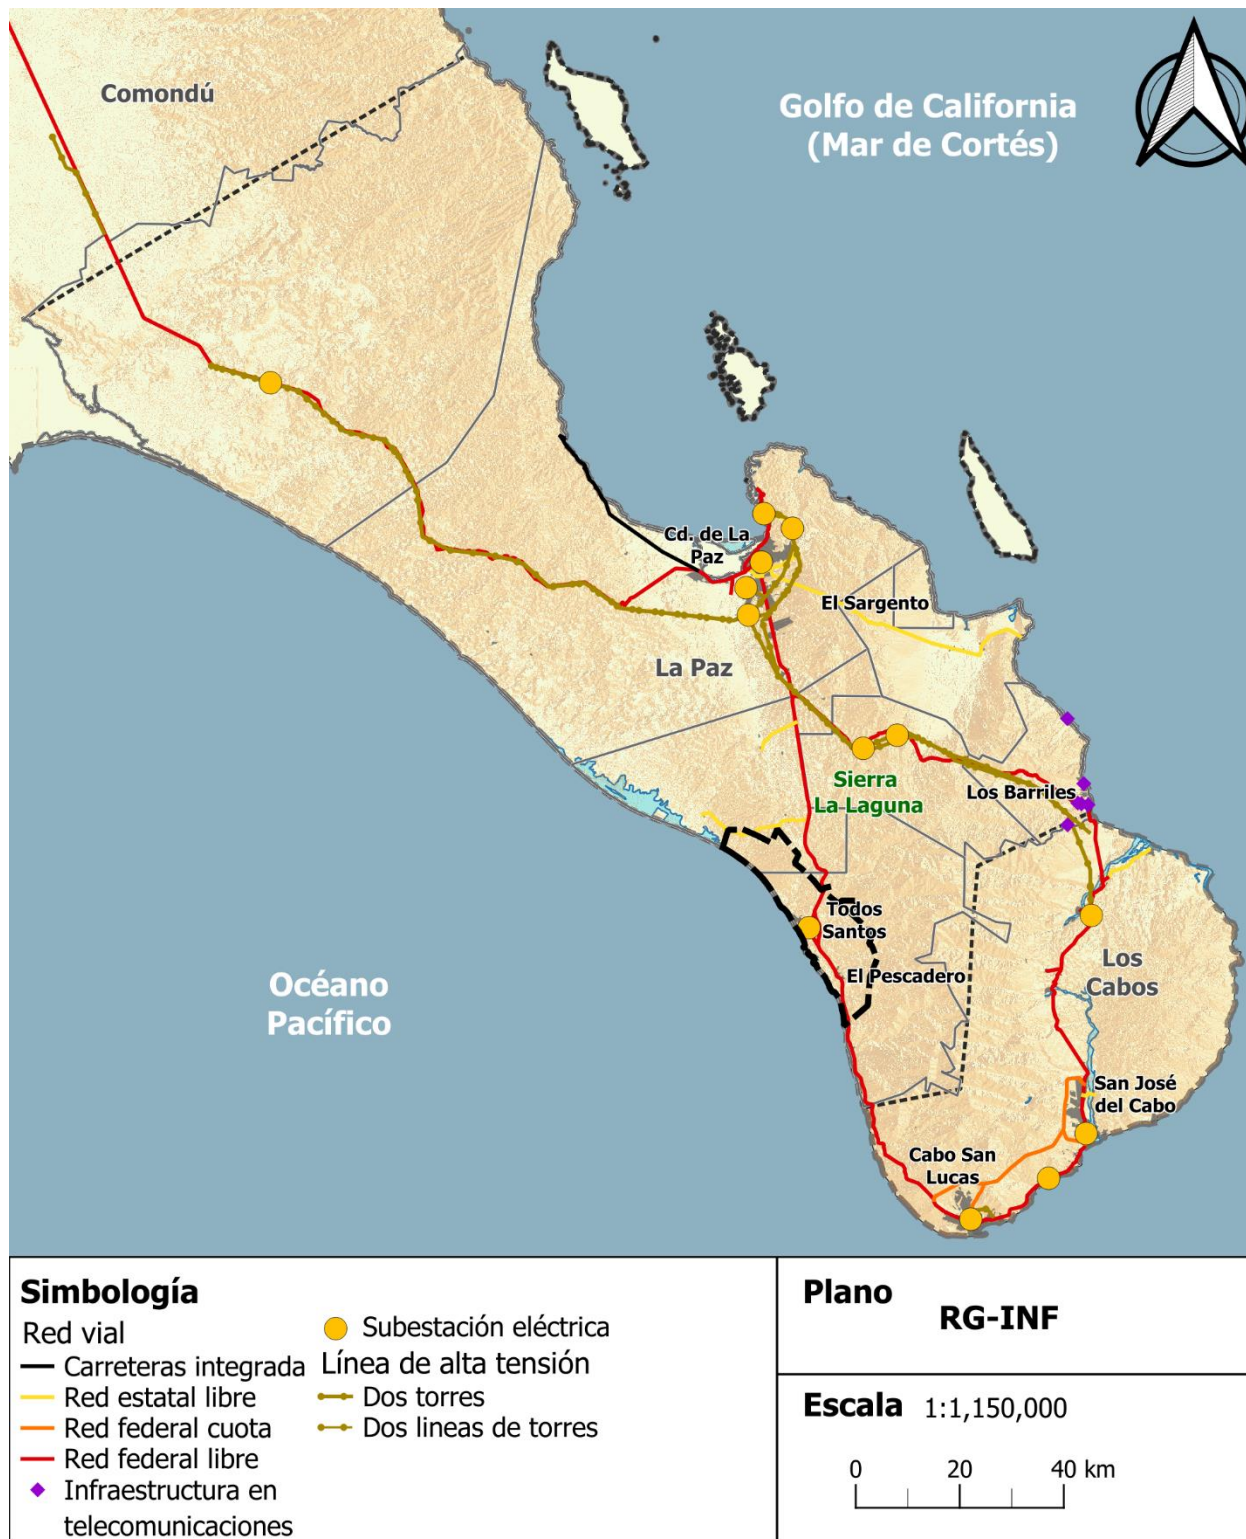 Comondú
Golfo de California
(Mar de Cortés)
Cd. de La
Paz
El Sargento
La Paz
Sierra
La Laguna
Los Barriles
Todos
Santos
El Pescadero
Los
Cabos
Océano
Pacífico
San José
del Cabo
Cabo San
Lucas
Simbología
Red vial
Carreteras integrada
Red estatal libre
Red federal cuota
Red federal libre
Infraestructura en
telecomunicaciones
Subestación eléctrica
Línea de alta tensión
Dos torres
Dos lineas de torres
Plano
RG-INF
Escala 1:1,150,000
0 20 40 km